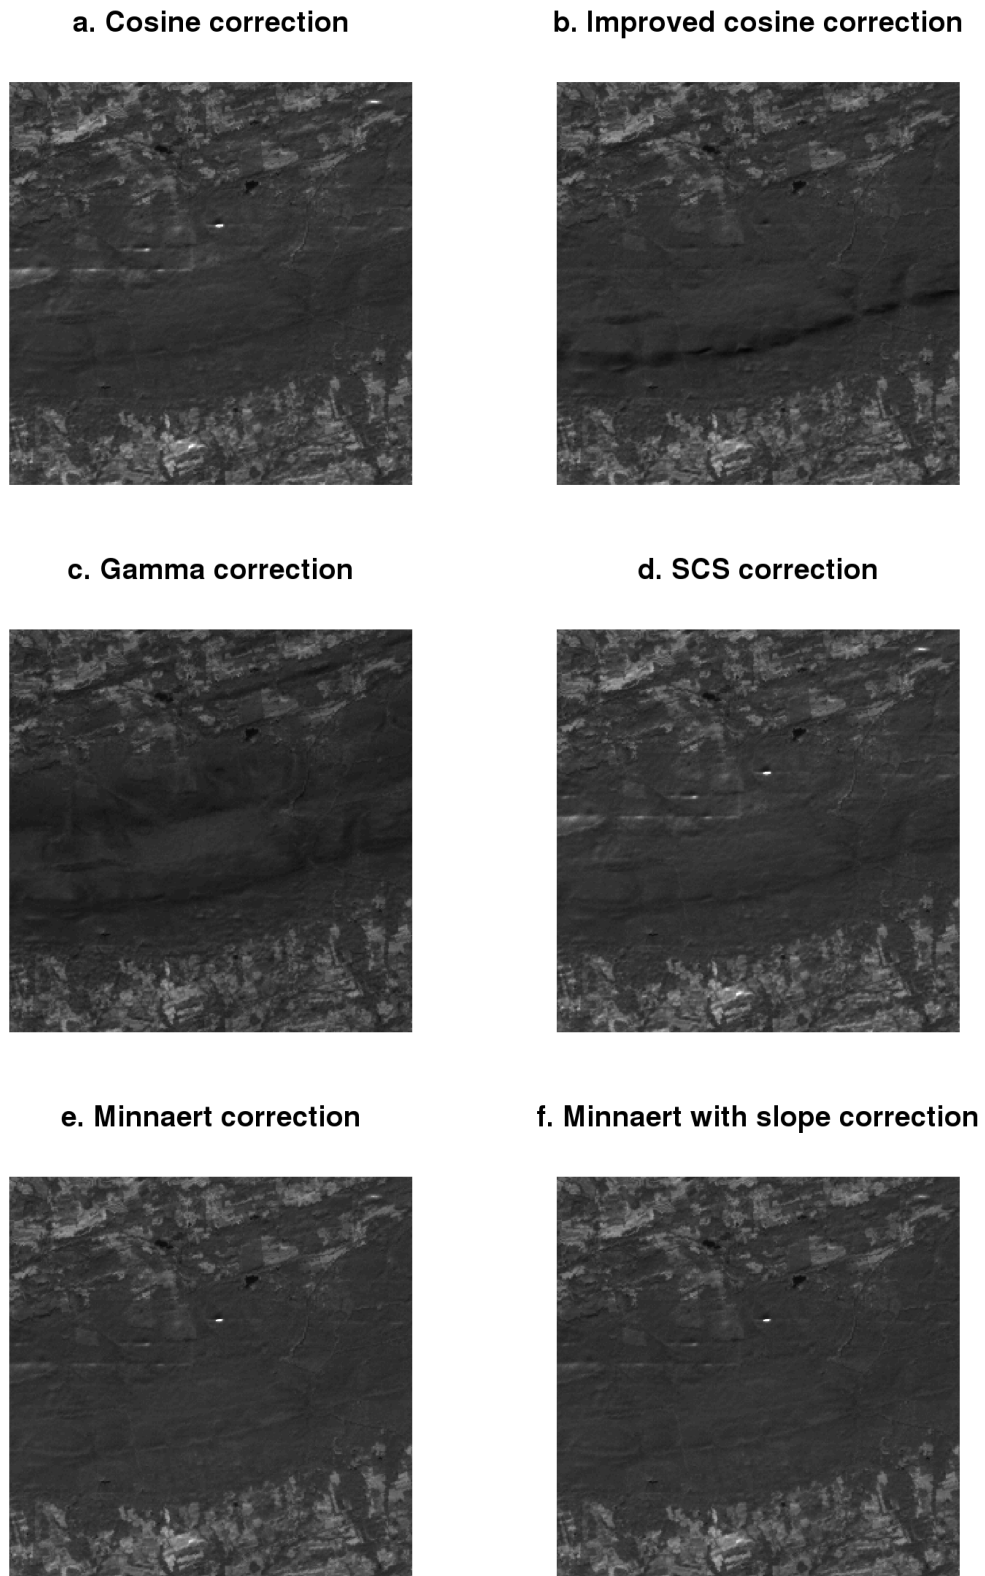 a. Cosine correction
b. Improved cosine correction
c. Gamma correction
d. SCS correction
e. Minnaert correction
f. Minnaert with slope correction